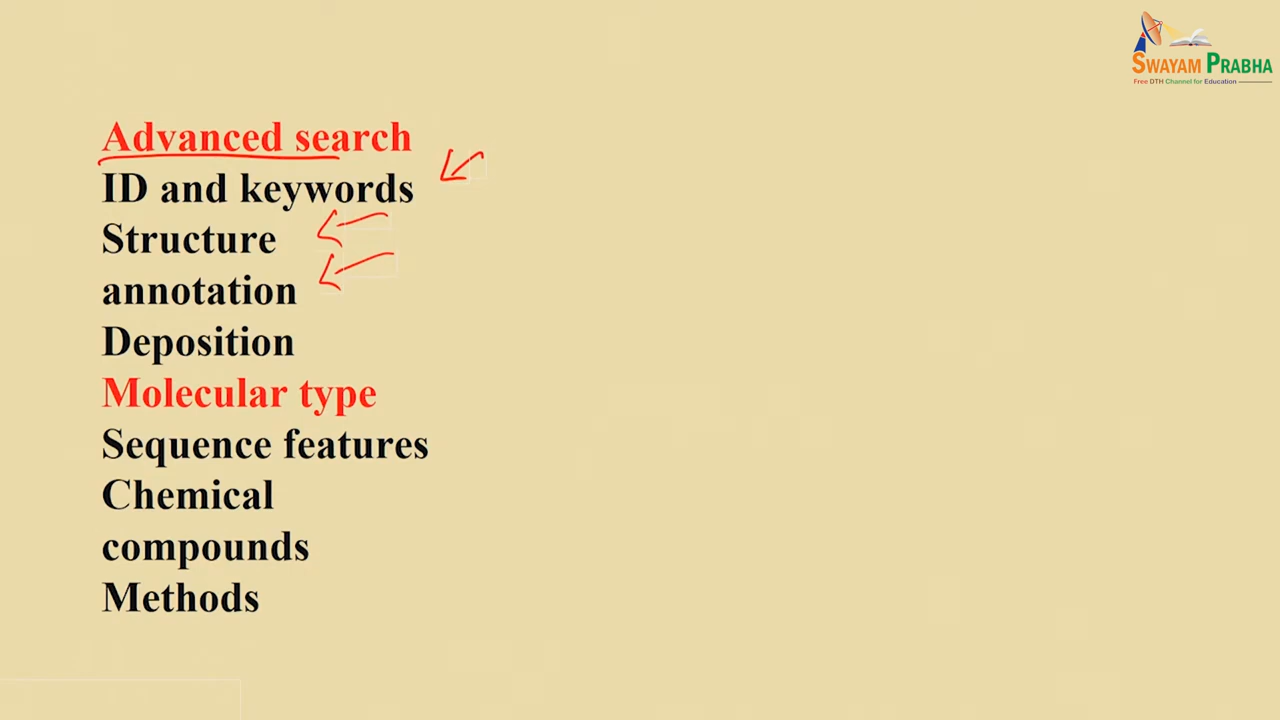 SWAYAM PRABHA
Free DTH Channel for Education
Advanced search
ID and keywords
Structure
annotation
Deposition
Molecular type
Sequence features
Chemical
compounds
Methods